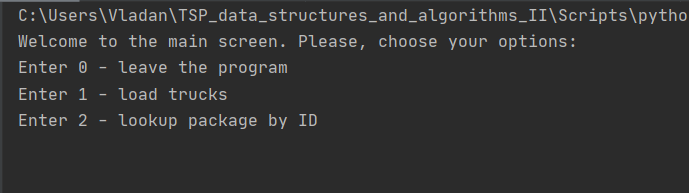 C:\Users\Vladan\TSP_data_structures_and_algorithms_II\Scripts\pytho
Welcome to the main screen. Please, choose your options:
Enter 0 - leave the program
Enter 1 - load trucks
Enter 2 - lookup package by ID